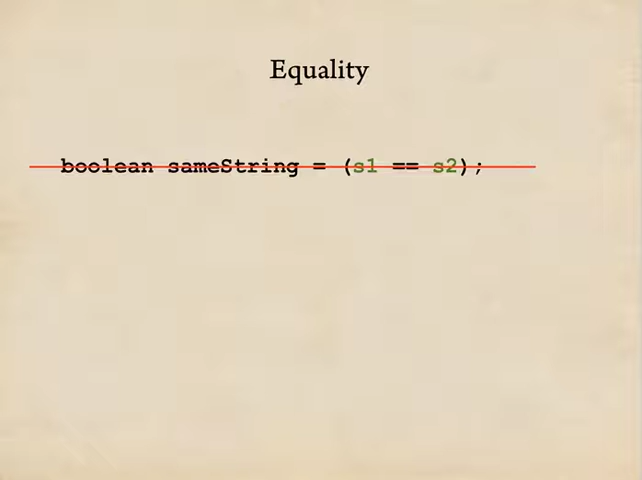 Equality
boolean sameString = (s1 == s2);